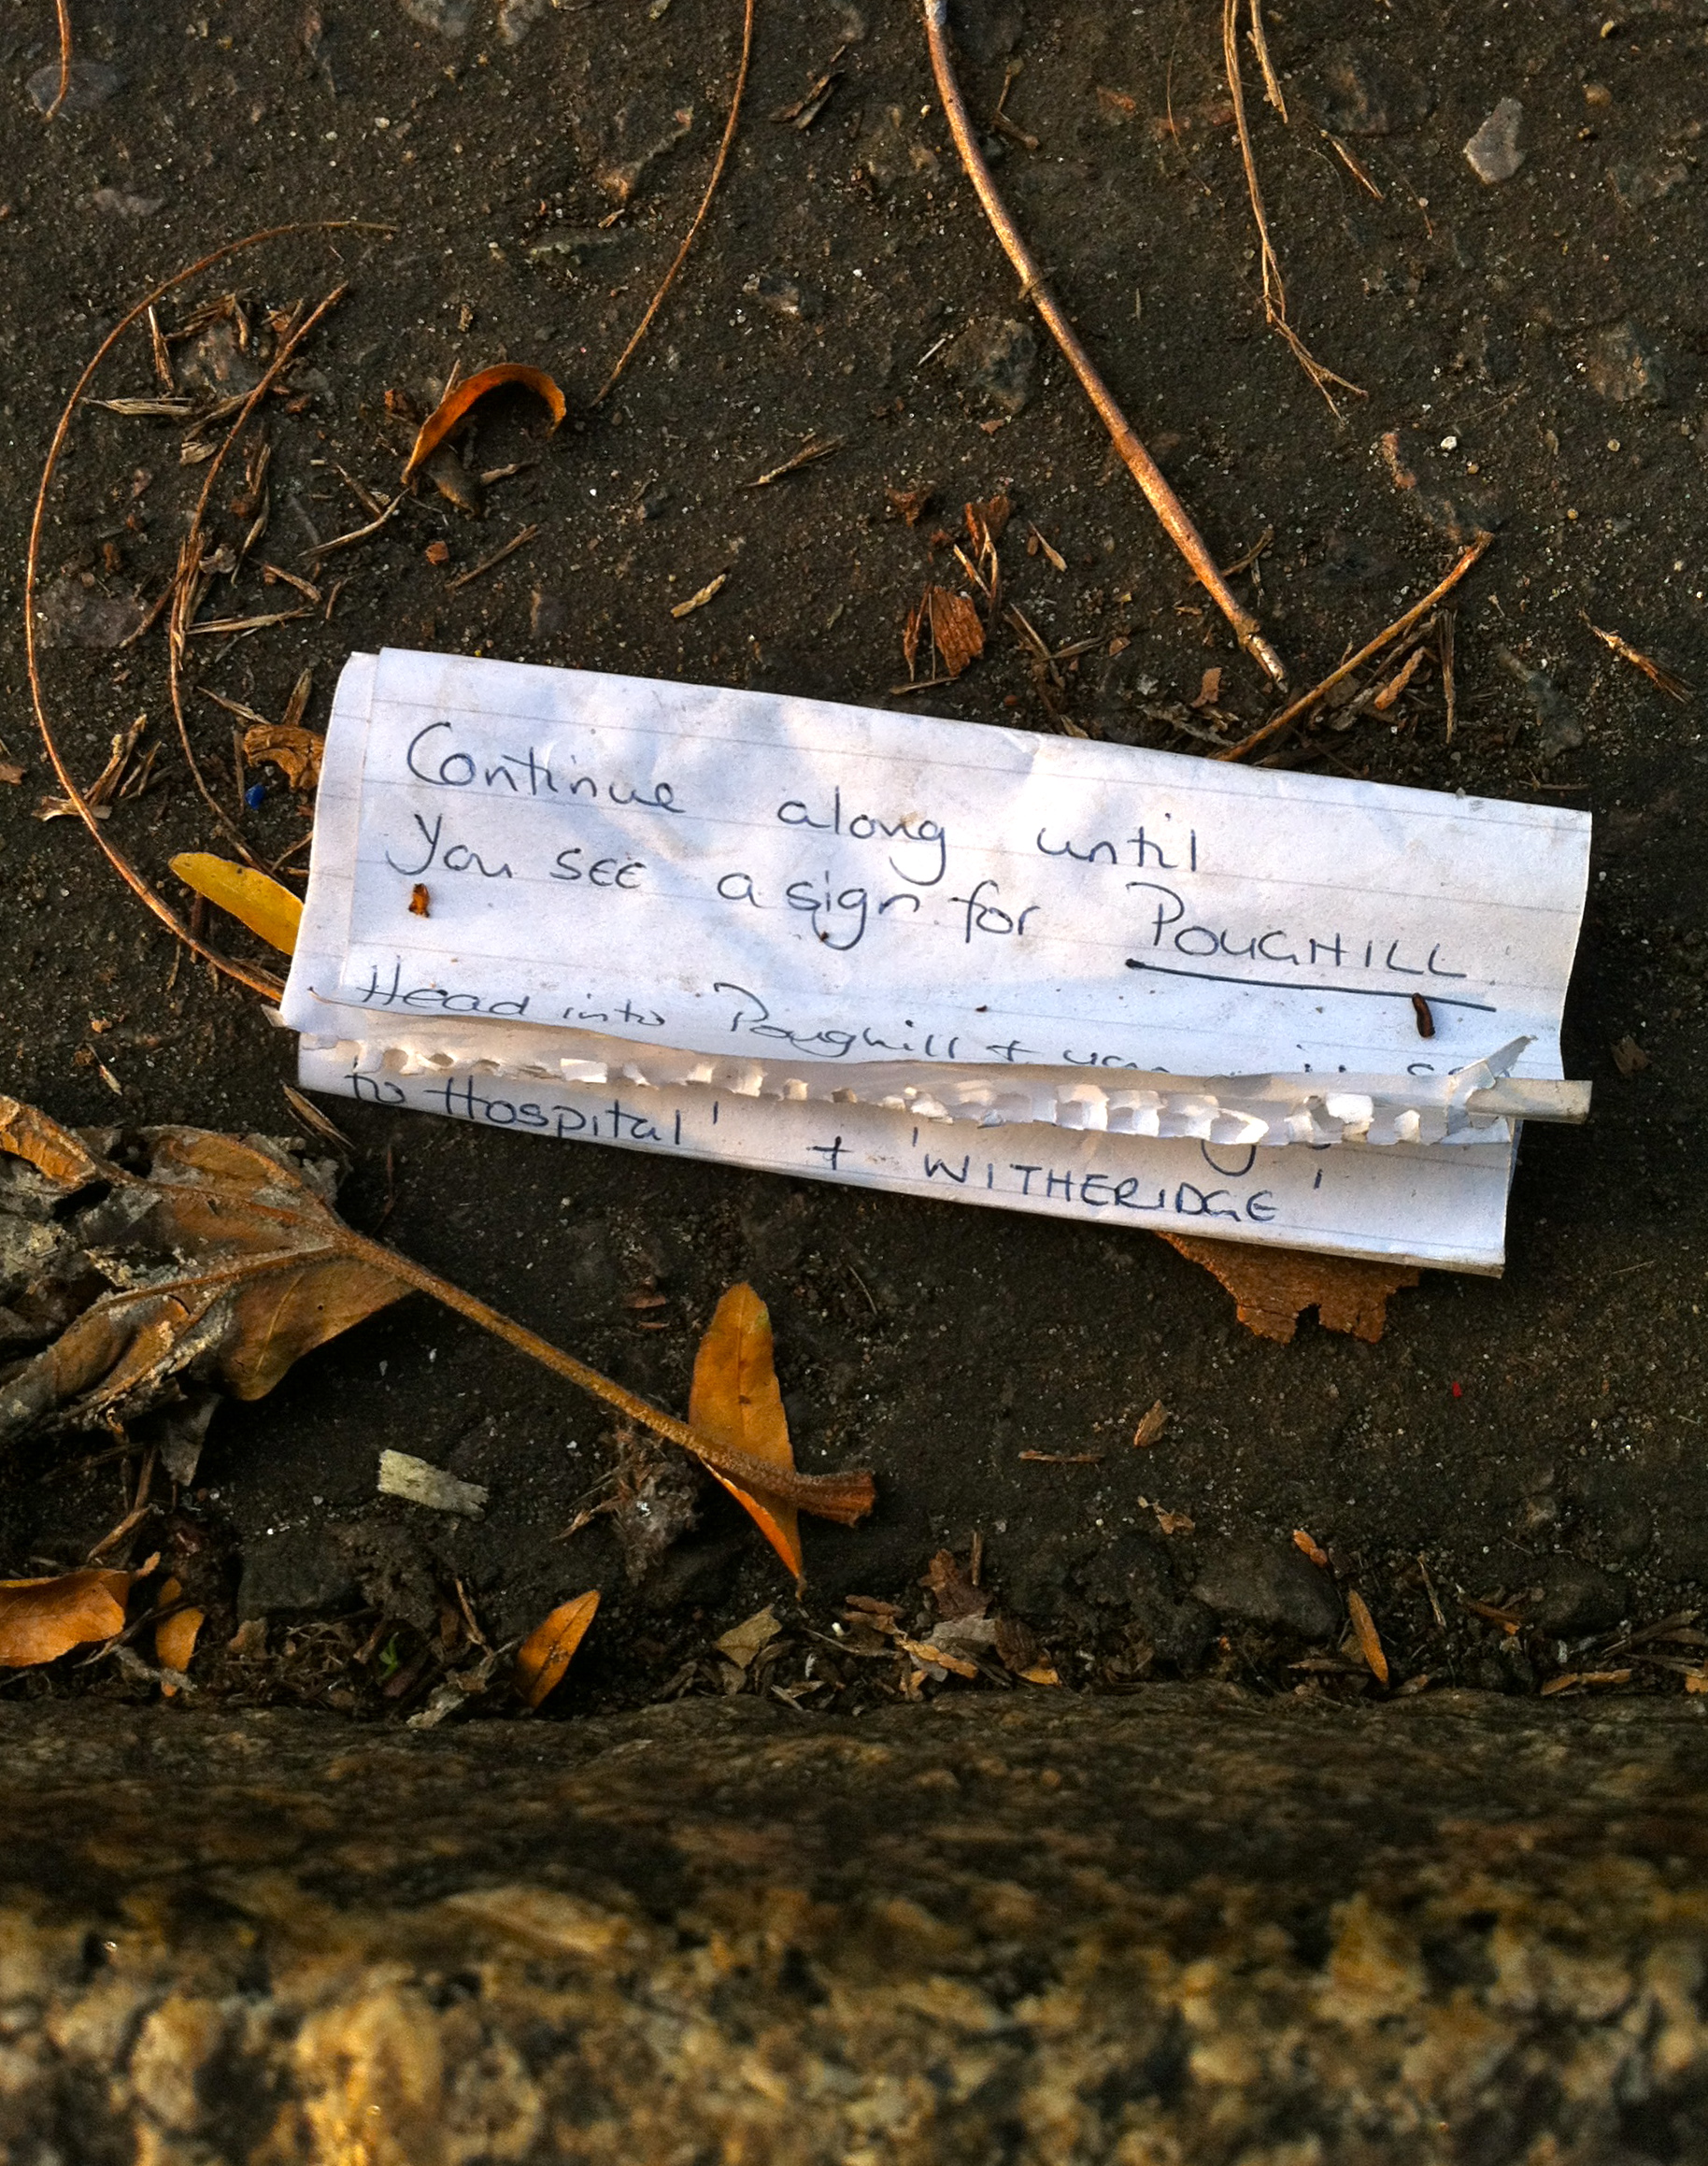 Continue along until
you see a sign for POUGHILL
Head into Poughill +
to Hospital' + 'WITHERIDGE'